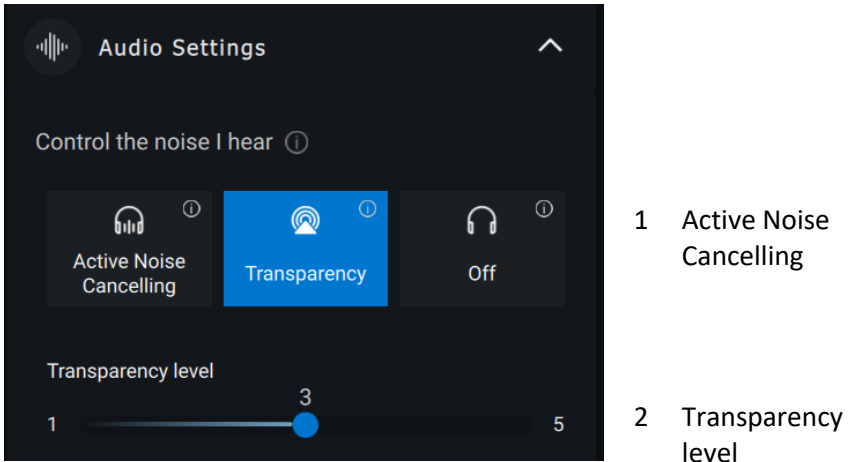 Audio Settings
Control the noise I hear
Active Noise
Cancelling
Transparency
Off
Transparency level
3
1
5
1 Active Noise
Cancelling
2 Transparency
level